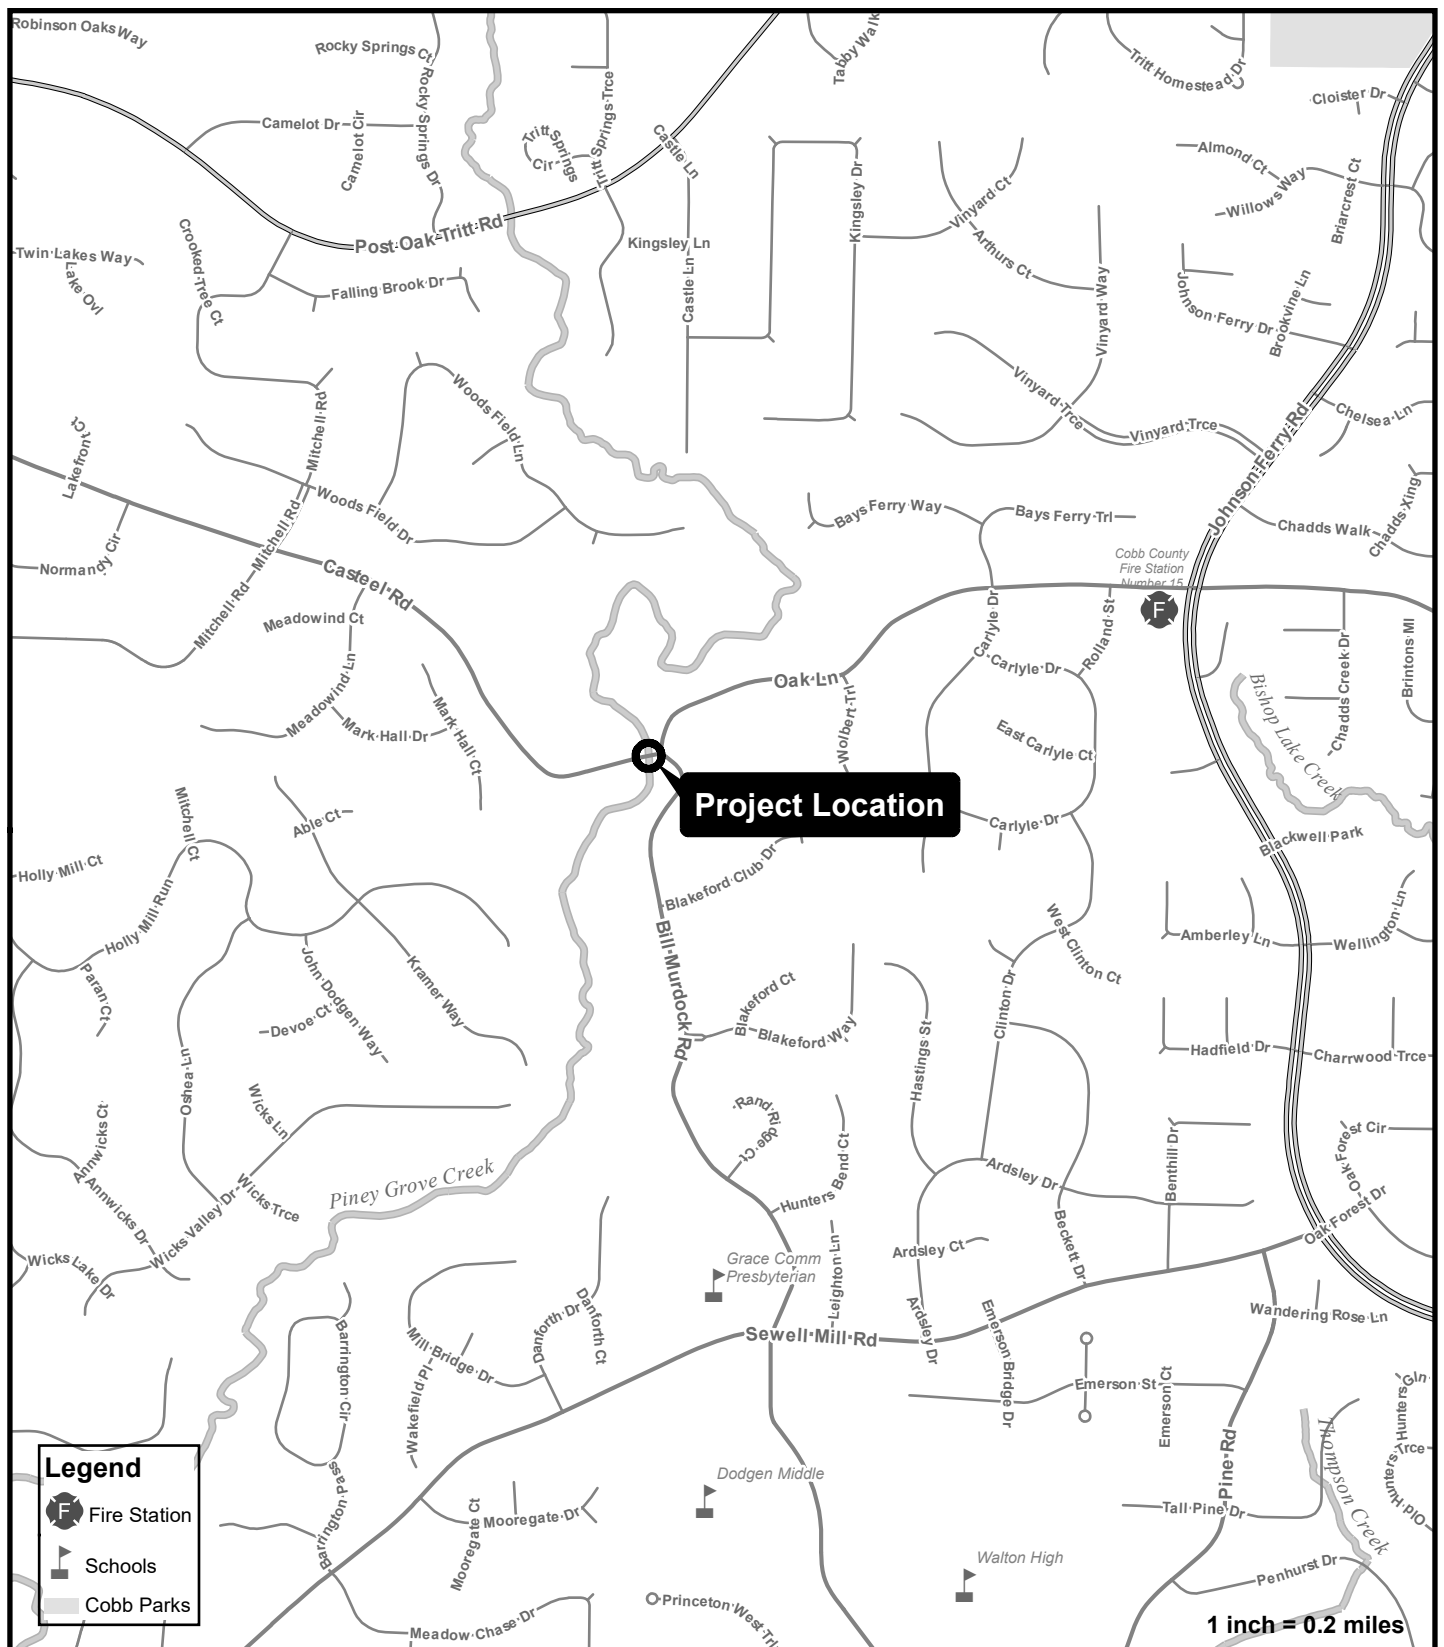 Robinson Oaks Way
Rocky Springs Ct
Rocky Springs Dr
Tritt Springs Trce
Tabby Walk
Tritt Homestead Dr
Cloister Dr
Camelot Dr
Camelot Cir
Tritt Springs
Cir
Castle Ln
Kingsley Dr
Vinyard Ct
Almond Ct
Willows Way
Briarcrest Ct
Post Oak Tritt Rd
Crooked Tree Ct
Twin Lakes Way
Lake Ovl
Falling Brook Dr
Kingsley Ln
Castle Ln
Arthurs Ct
Vinyard Way
Johnson Ferry Dr
Brookvine Ln
Woods Field Ln
Mitchell Rd
Vinyard Trce
Vinyard Trce
Johnson Ferry Rd
Chelsea Ln
Lakefront Ct
Woods Field Dr
Mitchell Rd
Bays Ferry Way
Bays Ferry Trl
Chadds Walk
Chadds Xing
Normandy Cir
Casteel Rd
Cobb County
Fire Station
Number 15
F
Mitchell Rd
Meadowind Ct
Meadowind Ln
Mark Hall Dr
Mark Hall Ct
Oak Ln
Wolbert Trl
Carlyle Dr
Carlyle Dr
Rolland St
East Carlyle Ct
Chadds Creek Dr
Brintons Ml
Bishop Lake Creek
Project Location
Mitchell Ct
Able Ct
Carlyle Dr
Blackwell Park
Holly Mill Ct
Holly Mill Run
Blakeford Club Dr
Bill Murdock Rd
West Clinton Ct
Amberley Ln
Wellington Ln
Paran Ct
John Dodgen Way
Devoe Ct
Kramer Way
Blakeford Ct
Blakeford Way
Clinton Dr
Hastings St
Hadfield Dr
Charrwood Trce
Oshea Ln
Wicks Ln
Annwicks Ct
Annwicks Dr
Rand Ridge Ct
Hunters Bend Ct
Ardsley Dr
Benthill Dr
Oak Forest Cir
Oak Forest Dr
Piney Grove Creek
Wicks Valley Dr
Wicks Trce
Wicks Lake Dr
Grace Comm
Presbyterian
Leighton Ln
Ardsley Ct
Ardsley Dr
Beckett Dr
Wandering Rose Ln
Sewell Mill Rd
Barrington Cir
Mill Bridge Dr
Wakefield Pl
Danforth Dr
Danforth Ct
Emerson Bridge Dr
Emerson St
Emerson Ct
Hunters Gln
Old Hunters Trce
Pine Rd
Thompson Creek
Tall Pine Dr
Penhurst Dr
Dodgen Middle
Walton High
Barrington Pass
Mooregate Ct
Mooregate Dr
Meadow Chase Dr
Princeton West Trl
Legend
F Fire Station
Schools
Cobb Parks
1 inch = 0.2 miles